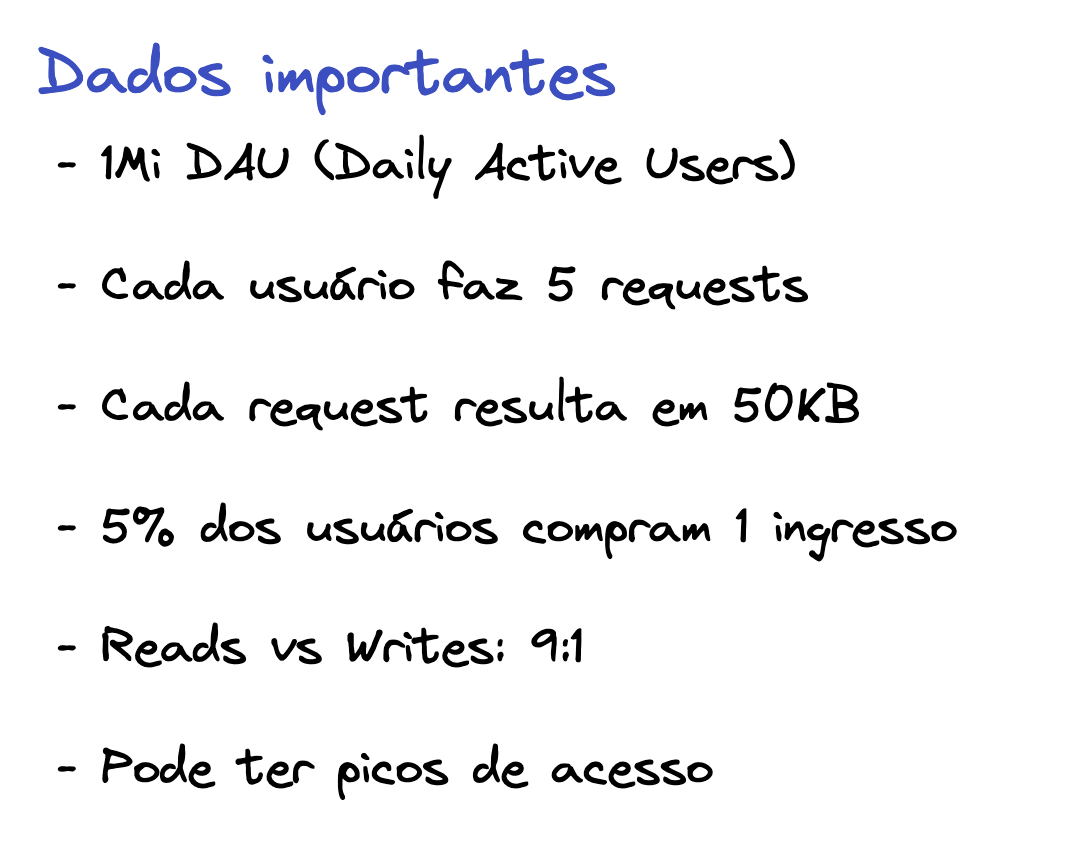 Dados importantes
- 1Mi DAU (Daily Active Users)
- Cada usuário faz 5 requests
- Cada request resulta em 50KB
- 5% dos usuários compram 1 ingresso
- Reads vs Writes: 9:1
- Pode ter picos de acesso